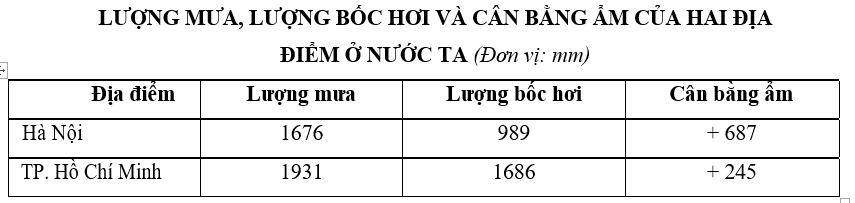 LƯỢNG MƯA, LƯỢNG BỐC HƠI VÀ CÂN BẰNG ẨM CỦA HAI ĐỊA
ĐIỂM Ở NƯỚC TA (Đơn vị: mm)
Địa điểm Lượng mưa Lượng bốc hơi Cân bằng ẩm
Hà Nội 1676 989 + 687
TP. Hồ Chí Minh 1931 1686 + 245